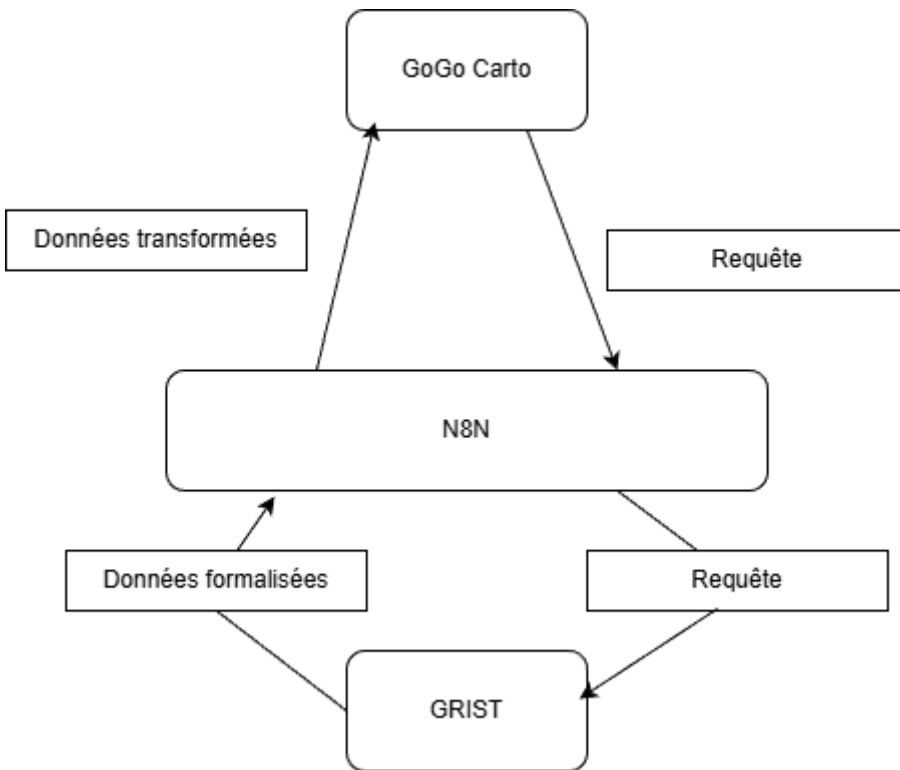 GoGo Carto
Données transformées
Requête
N8N
Données formalisées
Requête
GRIST